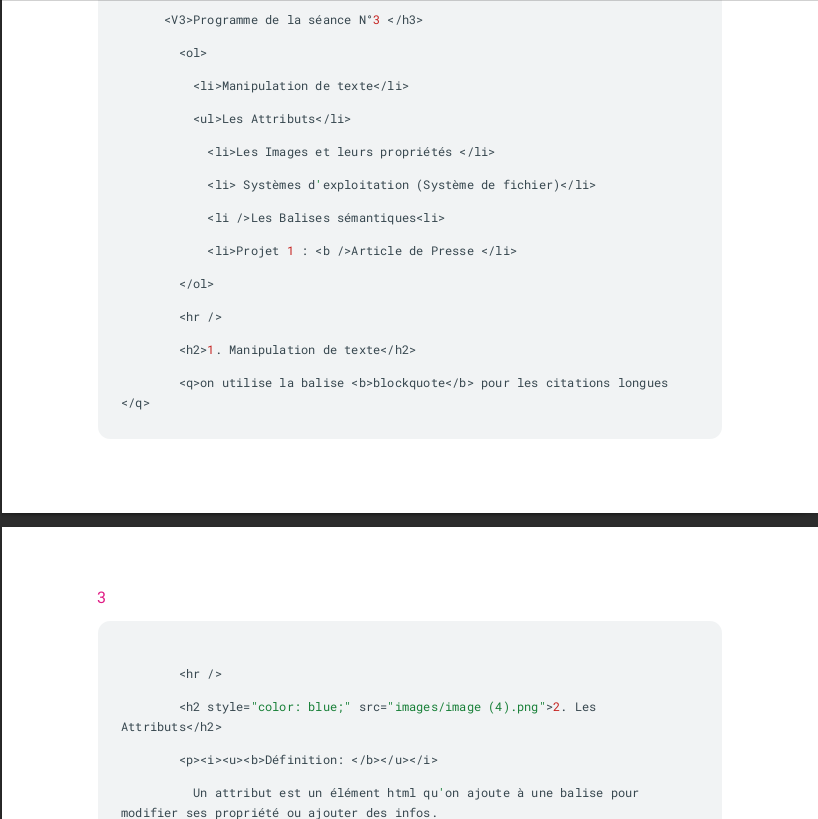 <V3>Programme de la séance N°3 </h3>
<ol>
<li>Manipulation de texte</li>
<ul>Les Attributs</li>
<li>Les Images et leurs propriétés </li>
<li> Systèmes d'exploitation (Système de fichier)</li>
<li />Les Balises sémantiques<li>
<li>Projet 1 : <b />Article de Presse </li>
</ol>
<hr />
<h2>1. Manipulation de texte</h2>
<q>on utilise la balise <b>blockquote</b> pour les citations longues
</q>
3
<hr />
<h2 style="color: blue;" src="images/image (4).png">2. Les
Attributs</h2>
<p><i><u><b>Définition: </b></u></i>
Un attribut est un élément html qu'on ajoute à une balise pour
modifier ses propriété ou ajouter des infos.